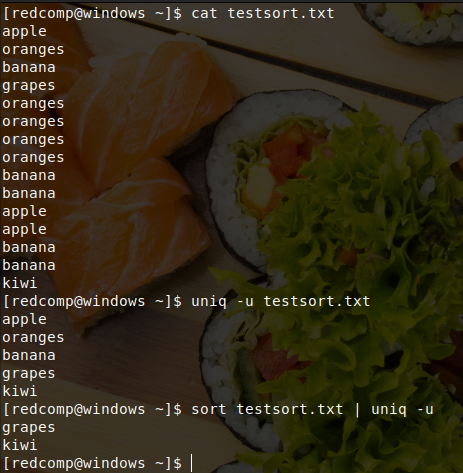 [redcomp@windows ~]$ cat testsort.txt
apple
oranges
banana
grapes
oranges
oranges
oranges
oranges
banana
banana
apple
apple
banana
banana
kiwi
[redcomp@windows ~]$ uniq -u testsort.txt
apple
oranges
banana
grapes
kiwi
[redcomp@windows ~]$ sort testsort.txt | uniq -u
grapes
kiwi
[redcomp@windows ~]$